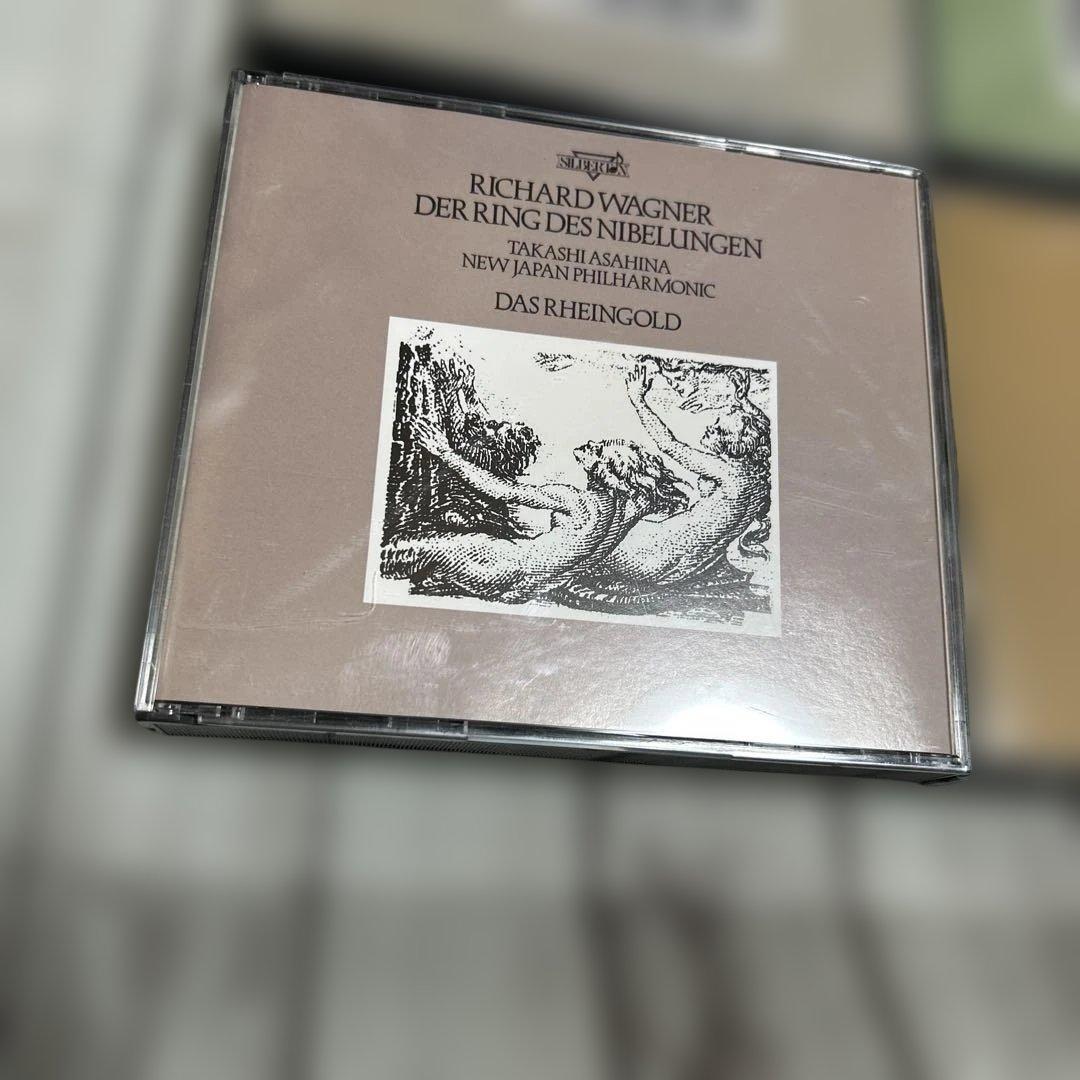 SILBERTON
RICHARD WAGNER
DER RING DES NIBELUNGEN
TAKASHI ASAHINA
NEW JAPAN PHILHARMONIC
DAS RHEINGOLD